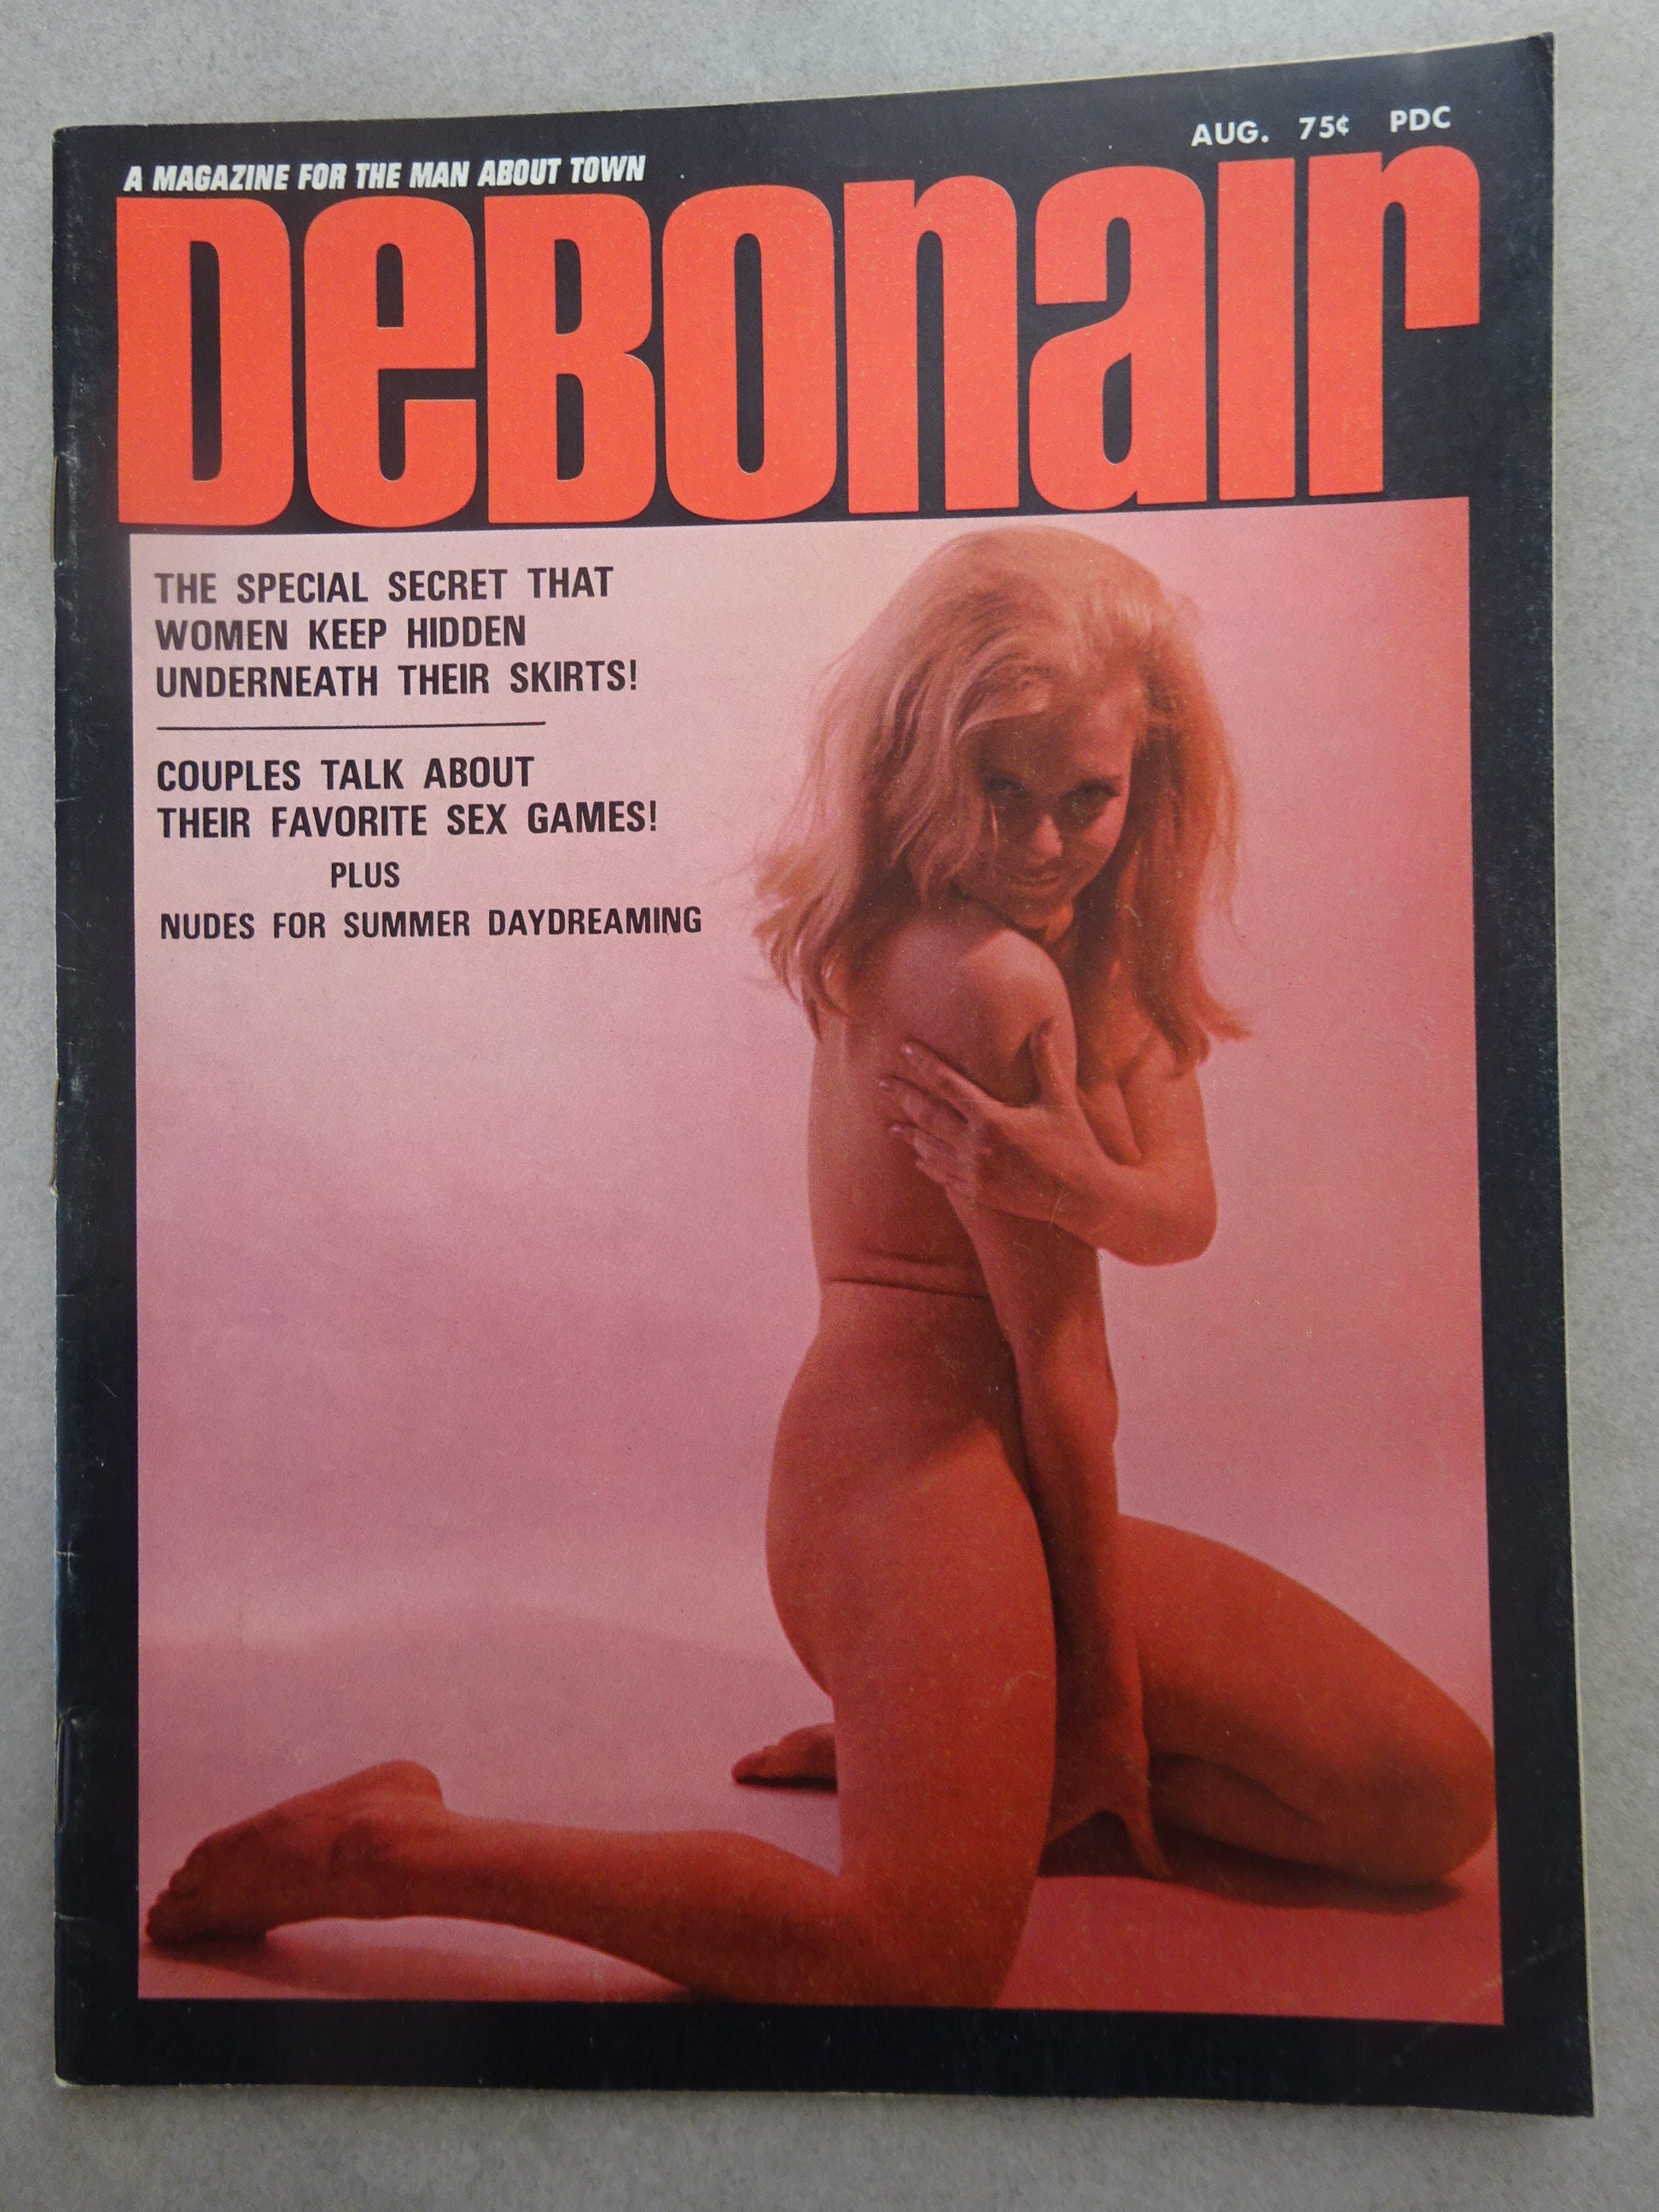 AUG. 75¢ PDC
A MAGAZINE FOR THE MAN ABOUT TOWN
DeBonair
THE SPECIAL SECRET THAT
WOMEN KEEP HIDDEN
UNDERNEATH THEIR SKIRTS!
COUPLES TALK ABOUT
THEIR FAVORITE SEX GAMES!
PLUS
NUDES FOR SUMMER DAYDREAMING